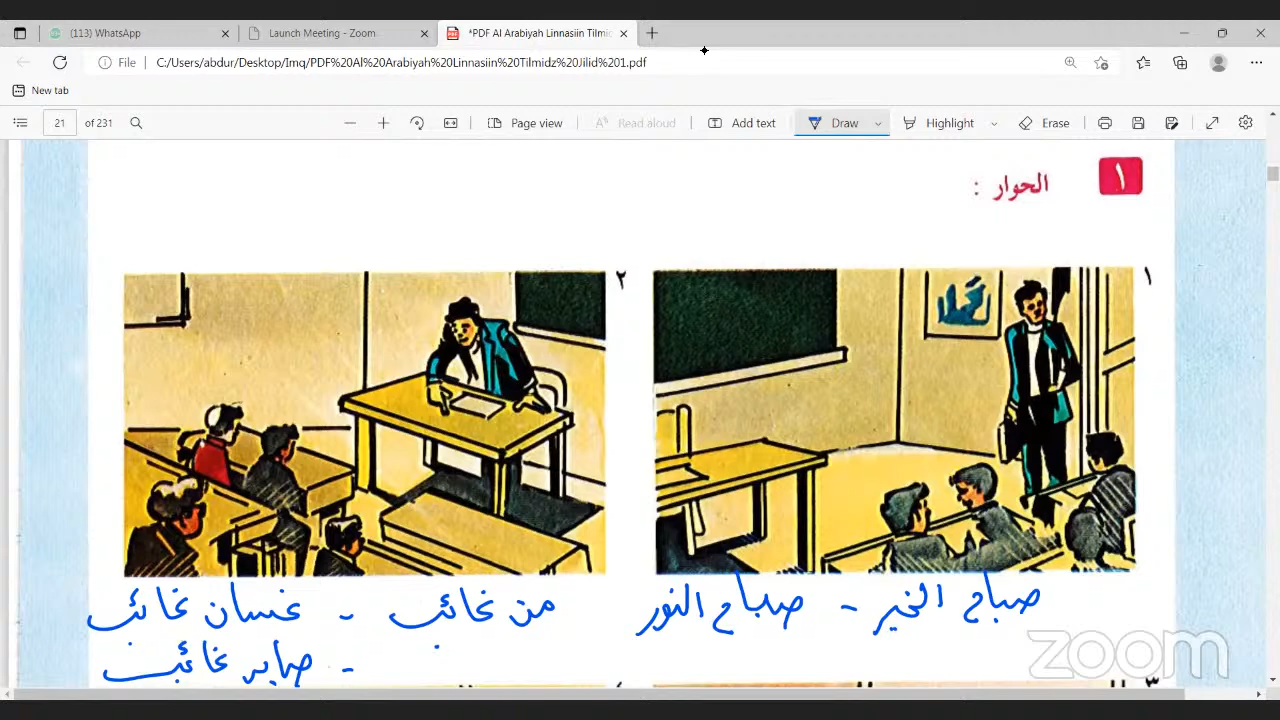 (113) WhatsApp
Launch Meeting - Zoom
*PDF Al Arabiyah Linnasiin Tilmid
File C:/Users/abdur/Desktop/Imq/PDF%20Al%20Arabiyah%20Linnasiin%20Tilmidz%20Jilid%201.pdf
New tab
21 of 231 Page view Read aloud Add text Draw Highlight Erase
١ الحوار :
١
٢
صباح الخير - صباح النور
من غائب - غسان غائب
- صابر غائب
zoom
٣